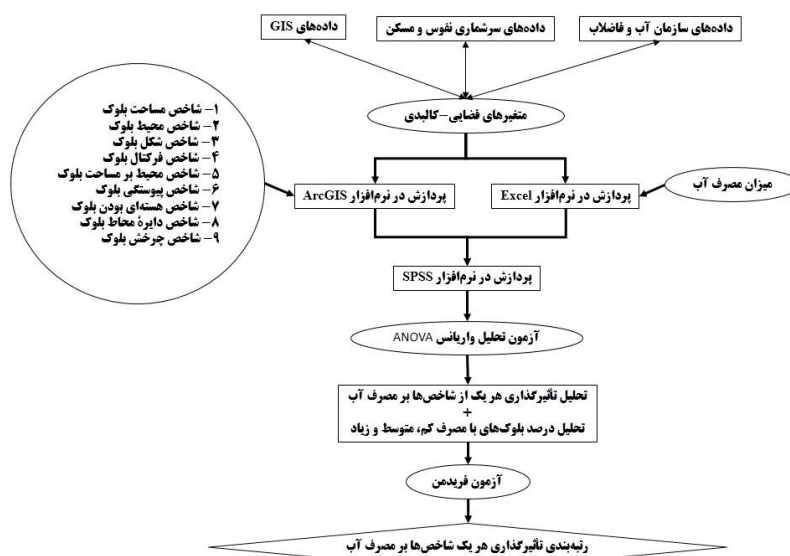 داده‌های سازمان آب و فاضلاب
داده‌های سرشماری نفوس و مسکن
داده‌های GIS
متغیرهای فضایی-کالبدی
۱- شاخص مساحت بلوک
۲- شاخص محیط بلوک
۳- شاخص شکل بلوک
۴- شاخص فرکتال بلوک
۵- شاخص محیط بر مساحت بلوک
۶- شاخص پیوستگی بلوک
۷- شاخص هسته‌ای بودن بلوک
۸- شاخص دایرۀ محاط بلوک
۹- شاخص چرخش بلوک
میزان مصرف آب
پردازش در نرم‌افزار Excel
پردازش در نرم‌افزار ArcGIS
پردازش در نرم‌افزار SPSS
آزمون تحلیل واریانس ANOVA
تحلیل تأثیرگذاری هر یک از شاخص‌ها بر مصرف آب
+
تحلیل درصد بلوک‌های با مصرف کم، متوسط و زیاد
آزمون فریدمن
رتبه‌بندی تأثیرگذاری هر یک شاخص‌ها بر مصرف آب